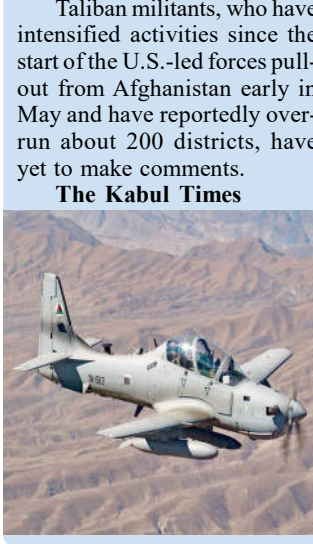 Taliban militants, who have
intensified activities since the
start of the U.S.-led forces pull-
out from Afghanistan early in
May and have reportedly over-
run about 200 districts, have
yet to make comments.
The Kabul Times